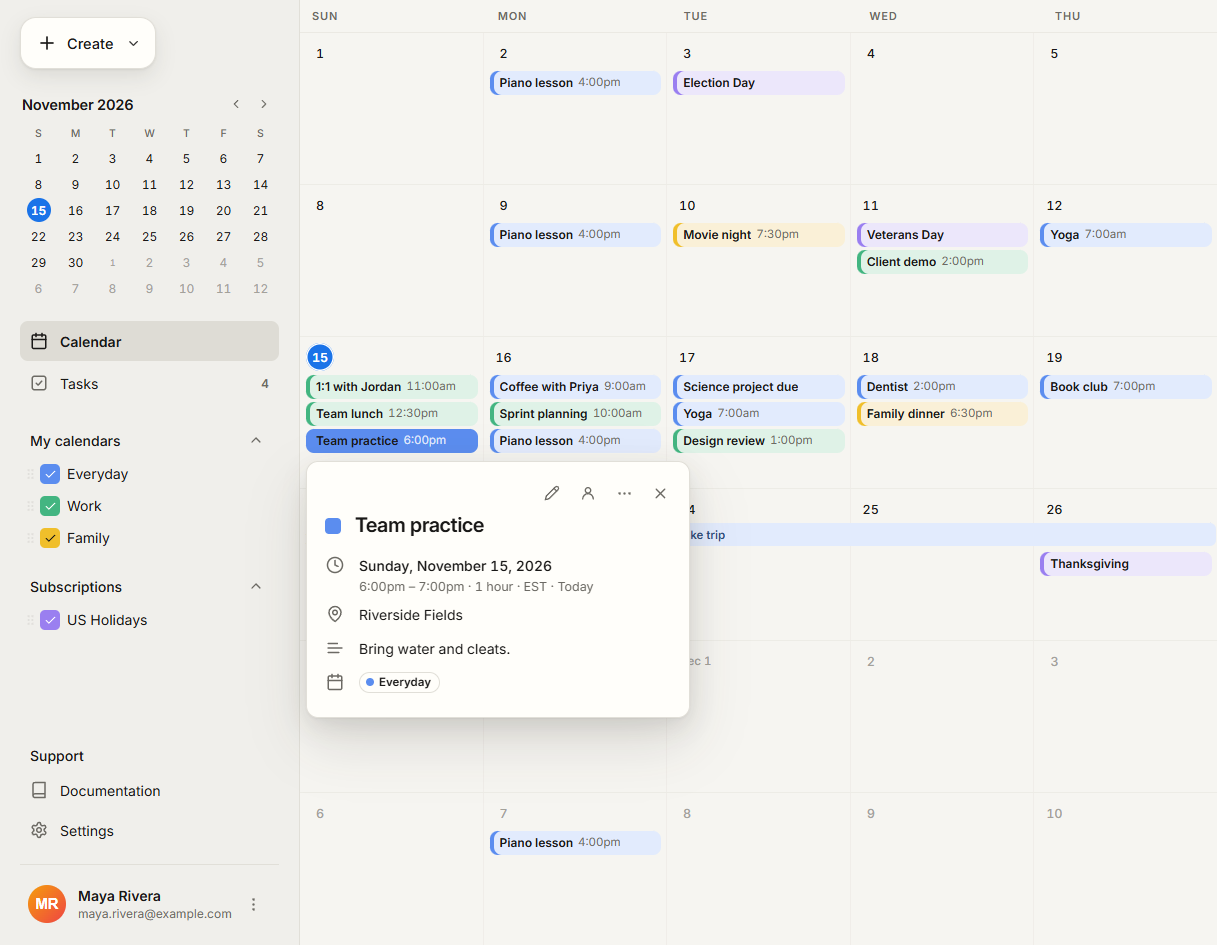 Create
November 2026
S M T W T F S
1 2 3 4 5 6 7
8 9 10 11 12 13 14
15 16 17 18 19 20 21
22 23 24 25 26 27 28
29 30 1 2 3 4 5
6 7 8 9 10 11 12
Calendar
Tasks 4
My calendars
Everyday
Work
Family
Subscriptions
US Holidays
Support
Documentation
Settings
MR
Maya Rivera
maya.rivera@example.com
SUN MON TUE WED THU
1 2 3 4 5
Piano lesson 4:00pm Election Day
8 9 10 11 12
Piano lesson 4:00pm Movie night 7:30pm Veterans Day Yoga 7:00am
Client demo 2:00pm
15 16 17 18 19
1:1 with Jordan 11:00am Coffee with Priya 9:00am Science project due Dentist 2:00pm Book club 7:00pm
Team lunch 12:30pm Sprint planning 10:00am Yoga 7:00am Family dinner 6:30pm
Team practice 6:00pm Piano lesson 4:00pm Design review 1:00pm
Team practice
Sunday, November 15, 2026
6:00pm – 7:00pm · 1 hour · EST · Today
Riverside Fields
Bring water and cleats.
Everyday
25 26
trip
Thanksgiving
1 2 3
6 7 8 9 10
Piano lesson 4:00pm